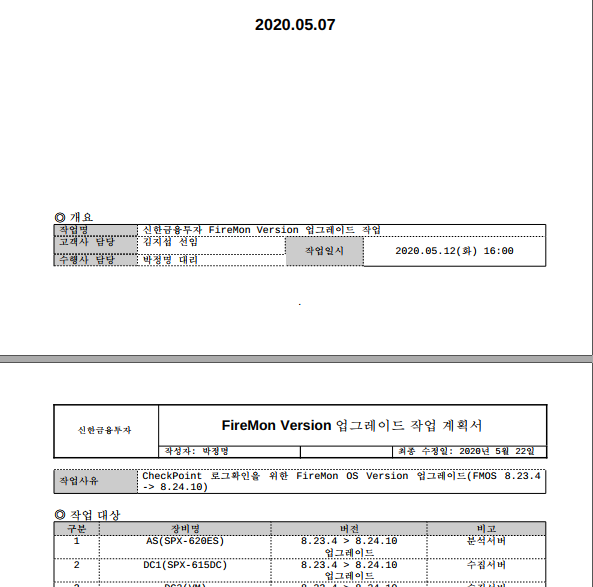 2020.05.07
◎ 개요
작업명 신한금융투자 FireMon Version 업그레이드 작업
고객사 담당 김지섭 선임
작업일시 2020.05.12(화) 16:00
수행사 담당 박정명 대리
신한금융투자
FireMon Version 업그레이드 작업 계획서
작성자: 박정명 최종 수정일: 2020년 5월 22일
작업사유
CheckPoint 로그확인을 위한 FireMon OS Version 업그레이드(FMOS 8.23.4
-> 8.24.10)
◎ 작업 대상
구분 장비명 버전 비고
1 AS(SPX-620ES) 8.23.4 > 8.24.10 분석서버
업그레이드
2 DC1(SPX-615DC) 8.23.4 > 8.24.10 수집서버
업그레이드